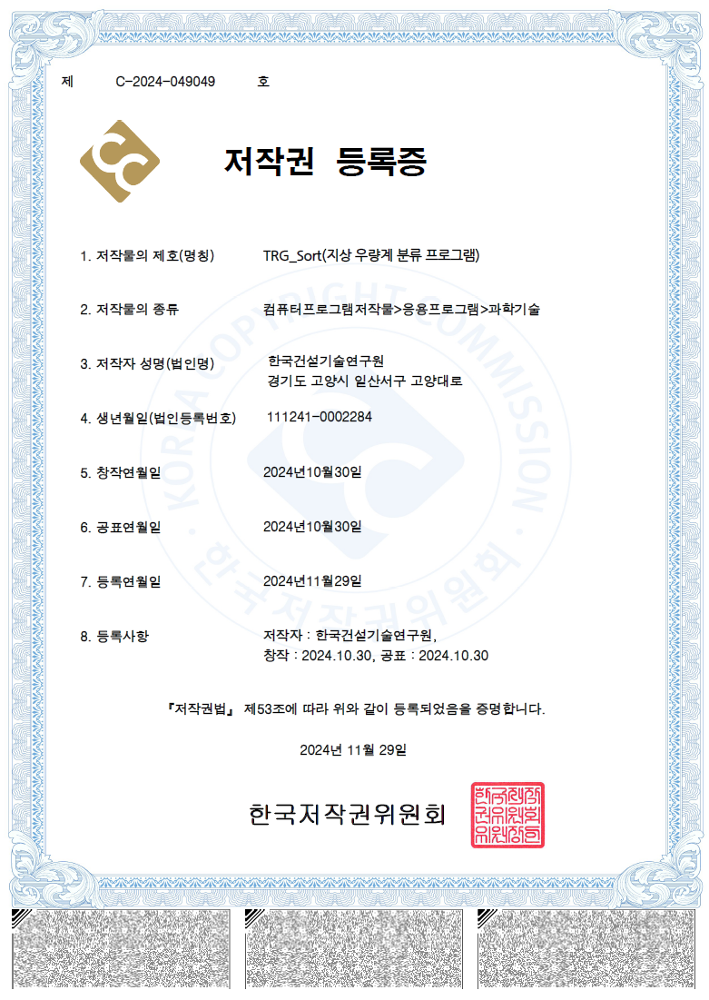 제 C-2024-049049 호
저작권 등록증
1. 저작물의 제호(명칭) TRG_Sort(지상 우량계 분류 프로그램)
2. 저작물의 종류 컴퓨터프로그램저작물>응용프로그램>과학기술
3. 저작자 성명(법인명) 한국건설기술연구원
경기도 고양시 일산서구 고양대로
4. 생년월일(법인등록번호) 111241-0002284
5. 창작연월일 2024년10월30일
6. 공표연월일 2024년10월30일
7. 등록연월일 2024년11월29일
8. 등록사항 저작자 : 한국건설기술연구원,
창작 : 2024.10.30, 공표 : 2024.10.30
『저작권법』 제53조에 따라 위와 같이 등록되었음을 증명합니다.
2024년 11월 29일
한국저작권위원회
KOREA COPYRIGHT COMMISSION
한국저작권위원회